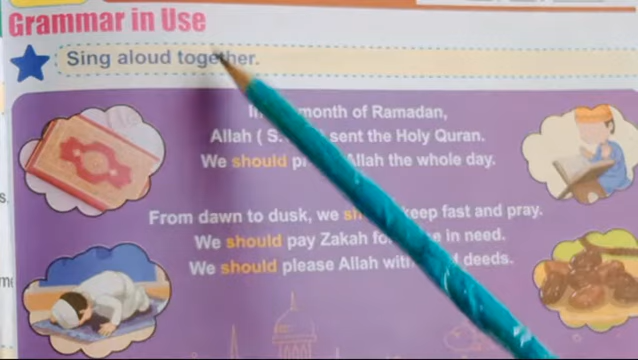 Grammar in Use
Sing aloud together.
month of Ramadan,
Allah ( S. sent the Holy Quran.
We should Allah the whole day.
From dawn to dusk, we keep fast and pray.
We should pay Zakah in need.
We should please Allah deeds.